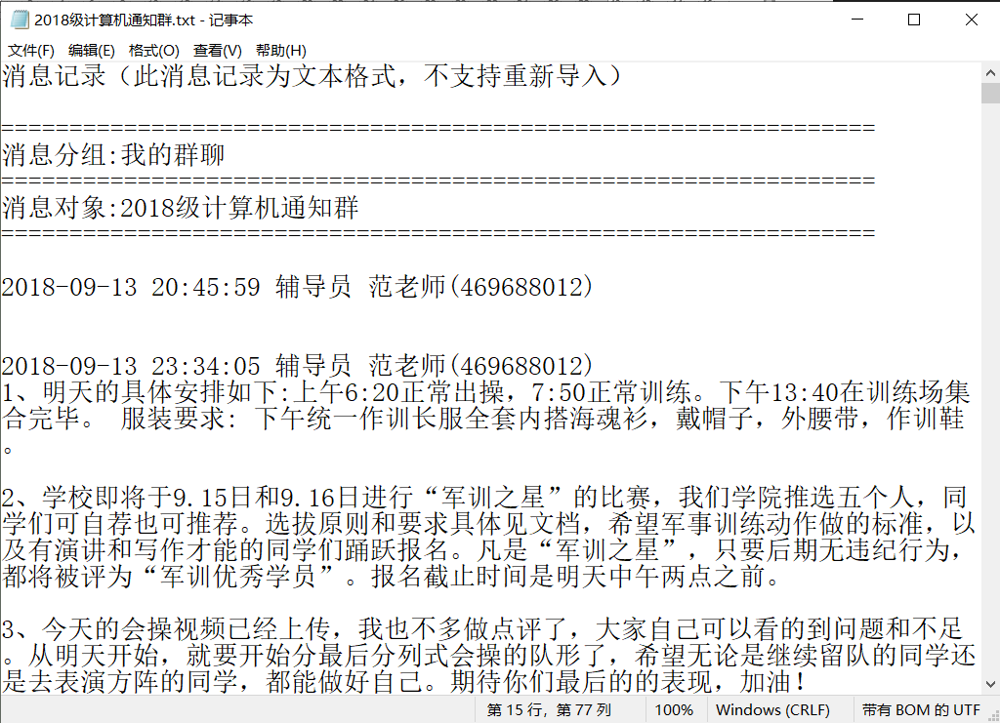 2018级计算机通知群.txt - 记事本
文件(F) 编辑(E) 格式(O) 查看(V) 帮助(H)
消息记录（此消息记录为文本格式，不支持重新导入）
================================================================
消息分组:我的群聊
================================================================
消息对象:2018级计算机通知群
================================================================
2018-09-13 20:45:59 辅导员 范老师(469688012)
2018-09-13 23:34:05 辅导员 范老师(469688012)
1、明天的具体安排如下:上午6:20正常出操，7:50正常训练。下午13:40在训练场集
合完毕。 服装要求: 下午统一作训长服全套内搭海魂衫，戴帽子，外腰带，作训鞋
。
2、学校即将于9.15日和9.16日进行“军训之星”的比赛，我们学院推选五个人，同
学们可自荐也可推荐。选拔原则和要求具体见文档，希望军事训练动作做的标准，以
及有演讲和写作才能的同学们踊跃报名。凡是“军训之星”，只要后期无违纪行为，
都将被评为“军训优秀学员”。报名截止时间是明天中午两点之前。
3、今天的会操视频已经上传，我也不多做点评了，大家自己可以看的到问题和不足
。从明天开始，就要开始分最后分列式会操的队形了，希望无论是继续留队的同学还
是去表演方阵的同学，都能做好自己。期待你们最后的的表现，加油！
第 15 行，第 77 列 100% Windows (CRLF) 带有 BOM 的 UTF